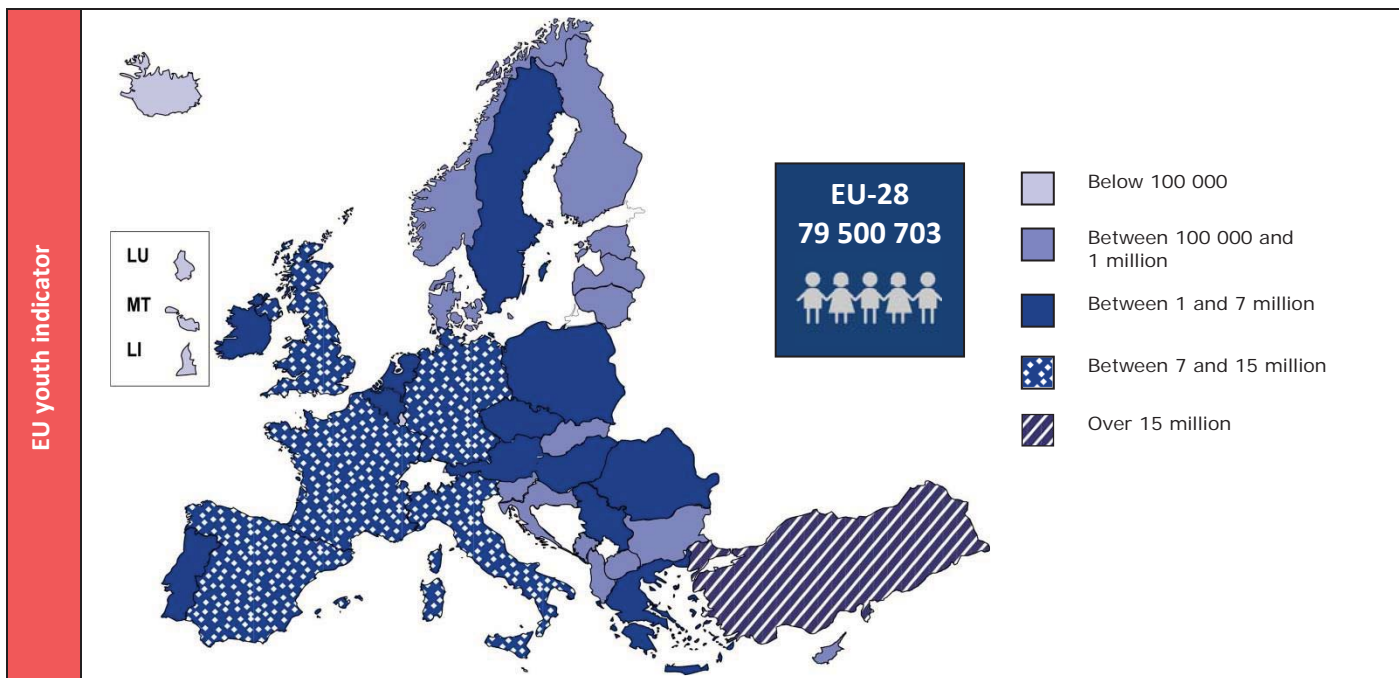 EU youth indicator
LU
MT
LI
EU-28
79 500 703
Below 100 000
Between 100 000 and
1 million
Between 1 and 7 million
Between 7 and 15 million
Over 15 million